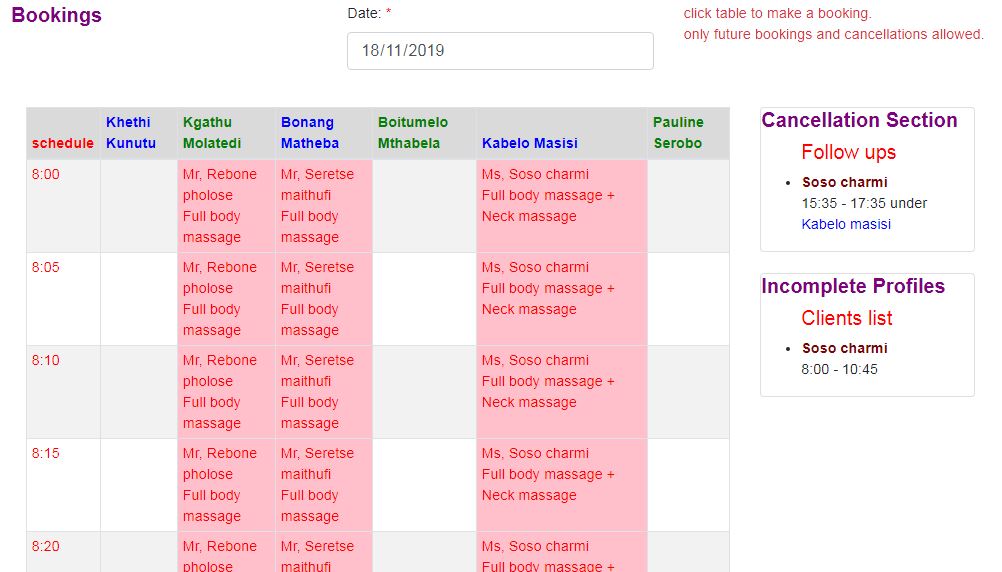 Bookings
Date: *
18/11/2019
click table to make a booking.
only future bookings and cancellations allowed.
schedule
Khethi
Kunutu
Kgathu
Molatedi
Bonang
Matheba
Boitumelo
Mthabela
Kabelo Masisi
Pauline
Serobo
8:00
Mr, Rebone
pholose
Full body
massage
Mr, Seretse
maithufi
Full body
massage
Ms, Soso charmi
Full body massage +
Neck massage
8:05
Mr, Rebone
pholose
Full body
massage
Mr, Seretse
maithufi
Full body
massage
Ms, Soso charmi
Full body massage +
Neck massage
8:10
Mr, Rebone
pholose
Full body
massage
Mr, Seretse
maithufi
Full body
massage
Ms, Soso charmi
Full body massage +
Neck massage
8:15
Mr, Rebone
pholose
Full body
massage
Mr, Seretse
maithufi
Full body
massage
Ms, Soso charmi
Full body massage +
Neck massage
8:20
Mr, Rebone
pholose
Mr, Seretse
maithufi
Ms, Soso charmi
Full body massage +
Cancellation Section
Follow ups
• Soso charmi
15:35 - 17:35 under
Kabelo masisi
Incomplete Profiles
Clients list
• Soso charmi
8:00 - 10:45